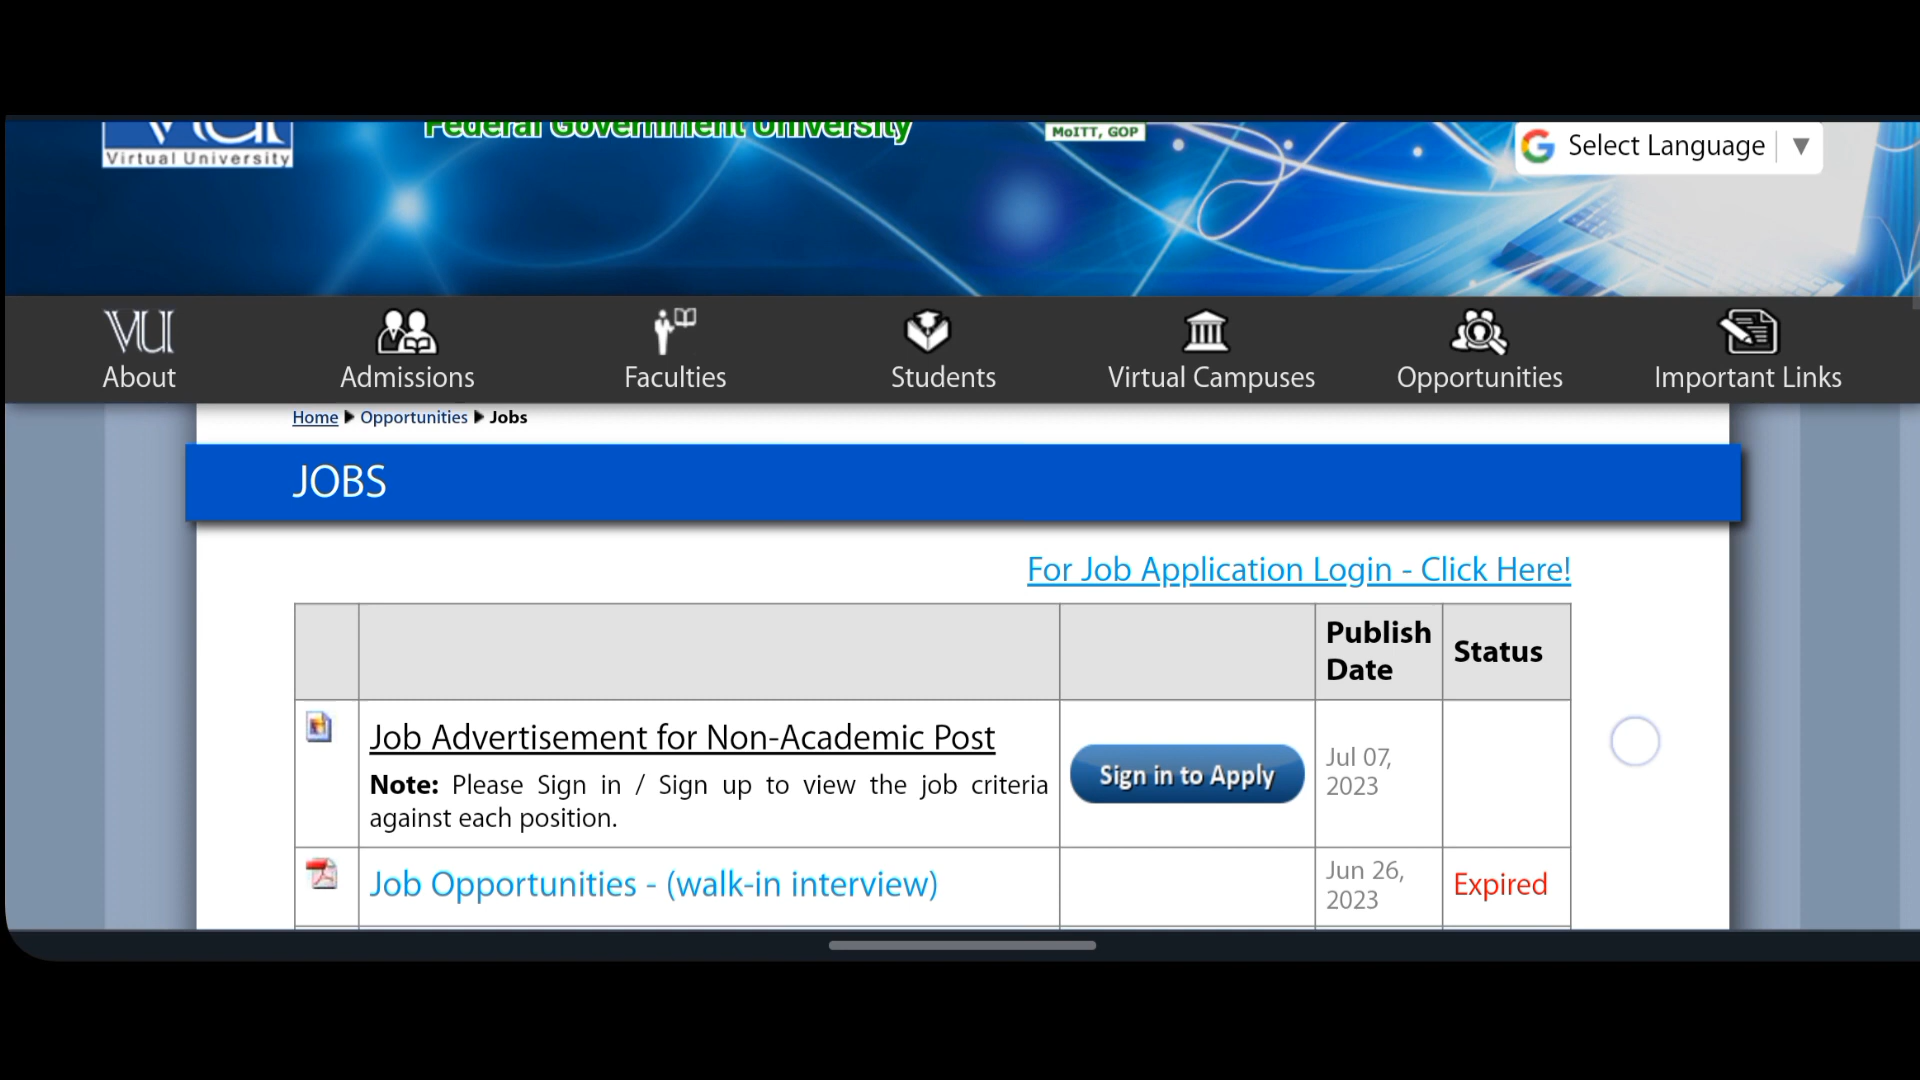 Virtual University
Federal Government University
MoITT, GOP
Select Language ▼
VU
About
Admissions
Faculties
Students
Virtual Campuses
Opportunities
Important Links
Home ▶ Opportunities ▶ Jobs
JOBS
For Job Application Login - Click Here!
Publish
Date
Status
Job Advertisement for Non-Academic Post
Note: Please Sign in / Sign up to view the job criteria
against each position.
Sign in to Apply
Jul 07,
2023
Job Opportunities - (walk-in interview)
Jun 26,
2023
Expired